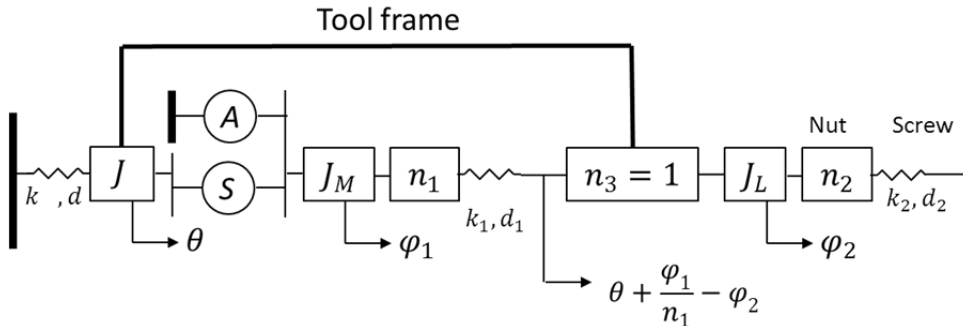 Tool frame
A
Nut
Screw
J
S
J_M
n_1
n_3 = 1
J_L
n_2
k , d
k_1, d_1
k_2, d_2
θ
φ_1
φ_2
θ + φ_1/n_1 − φ_2